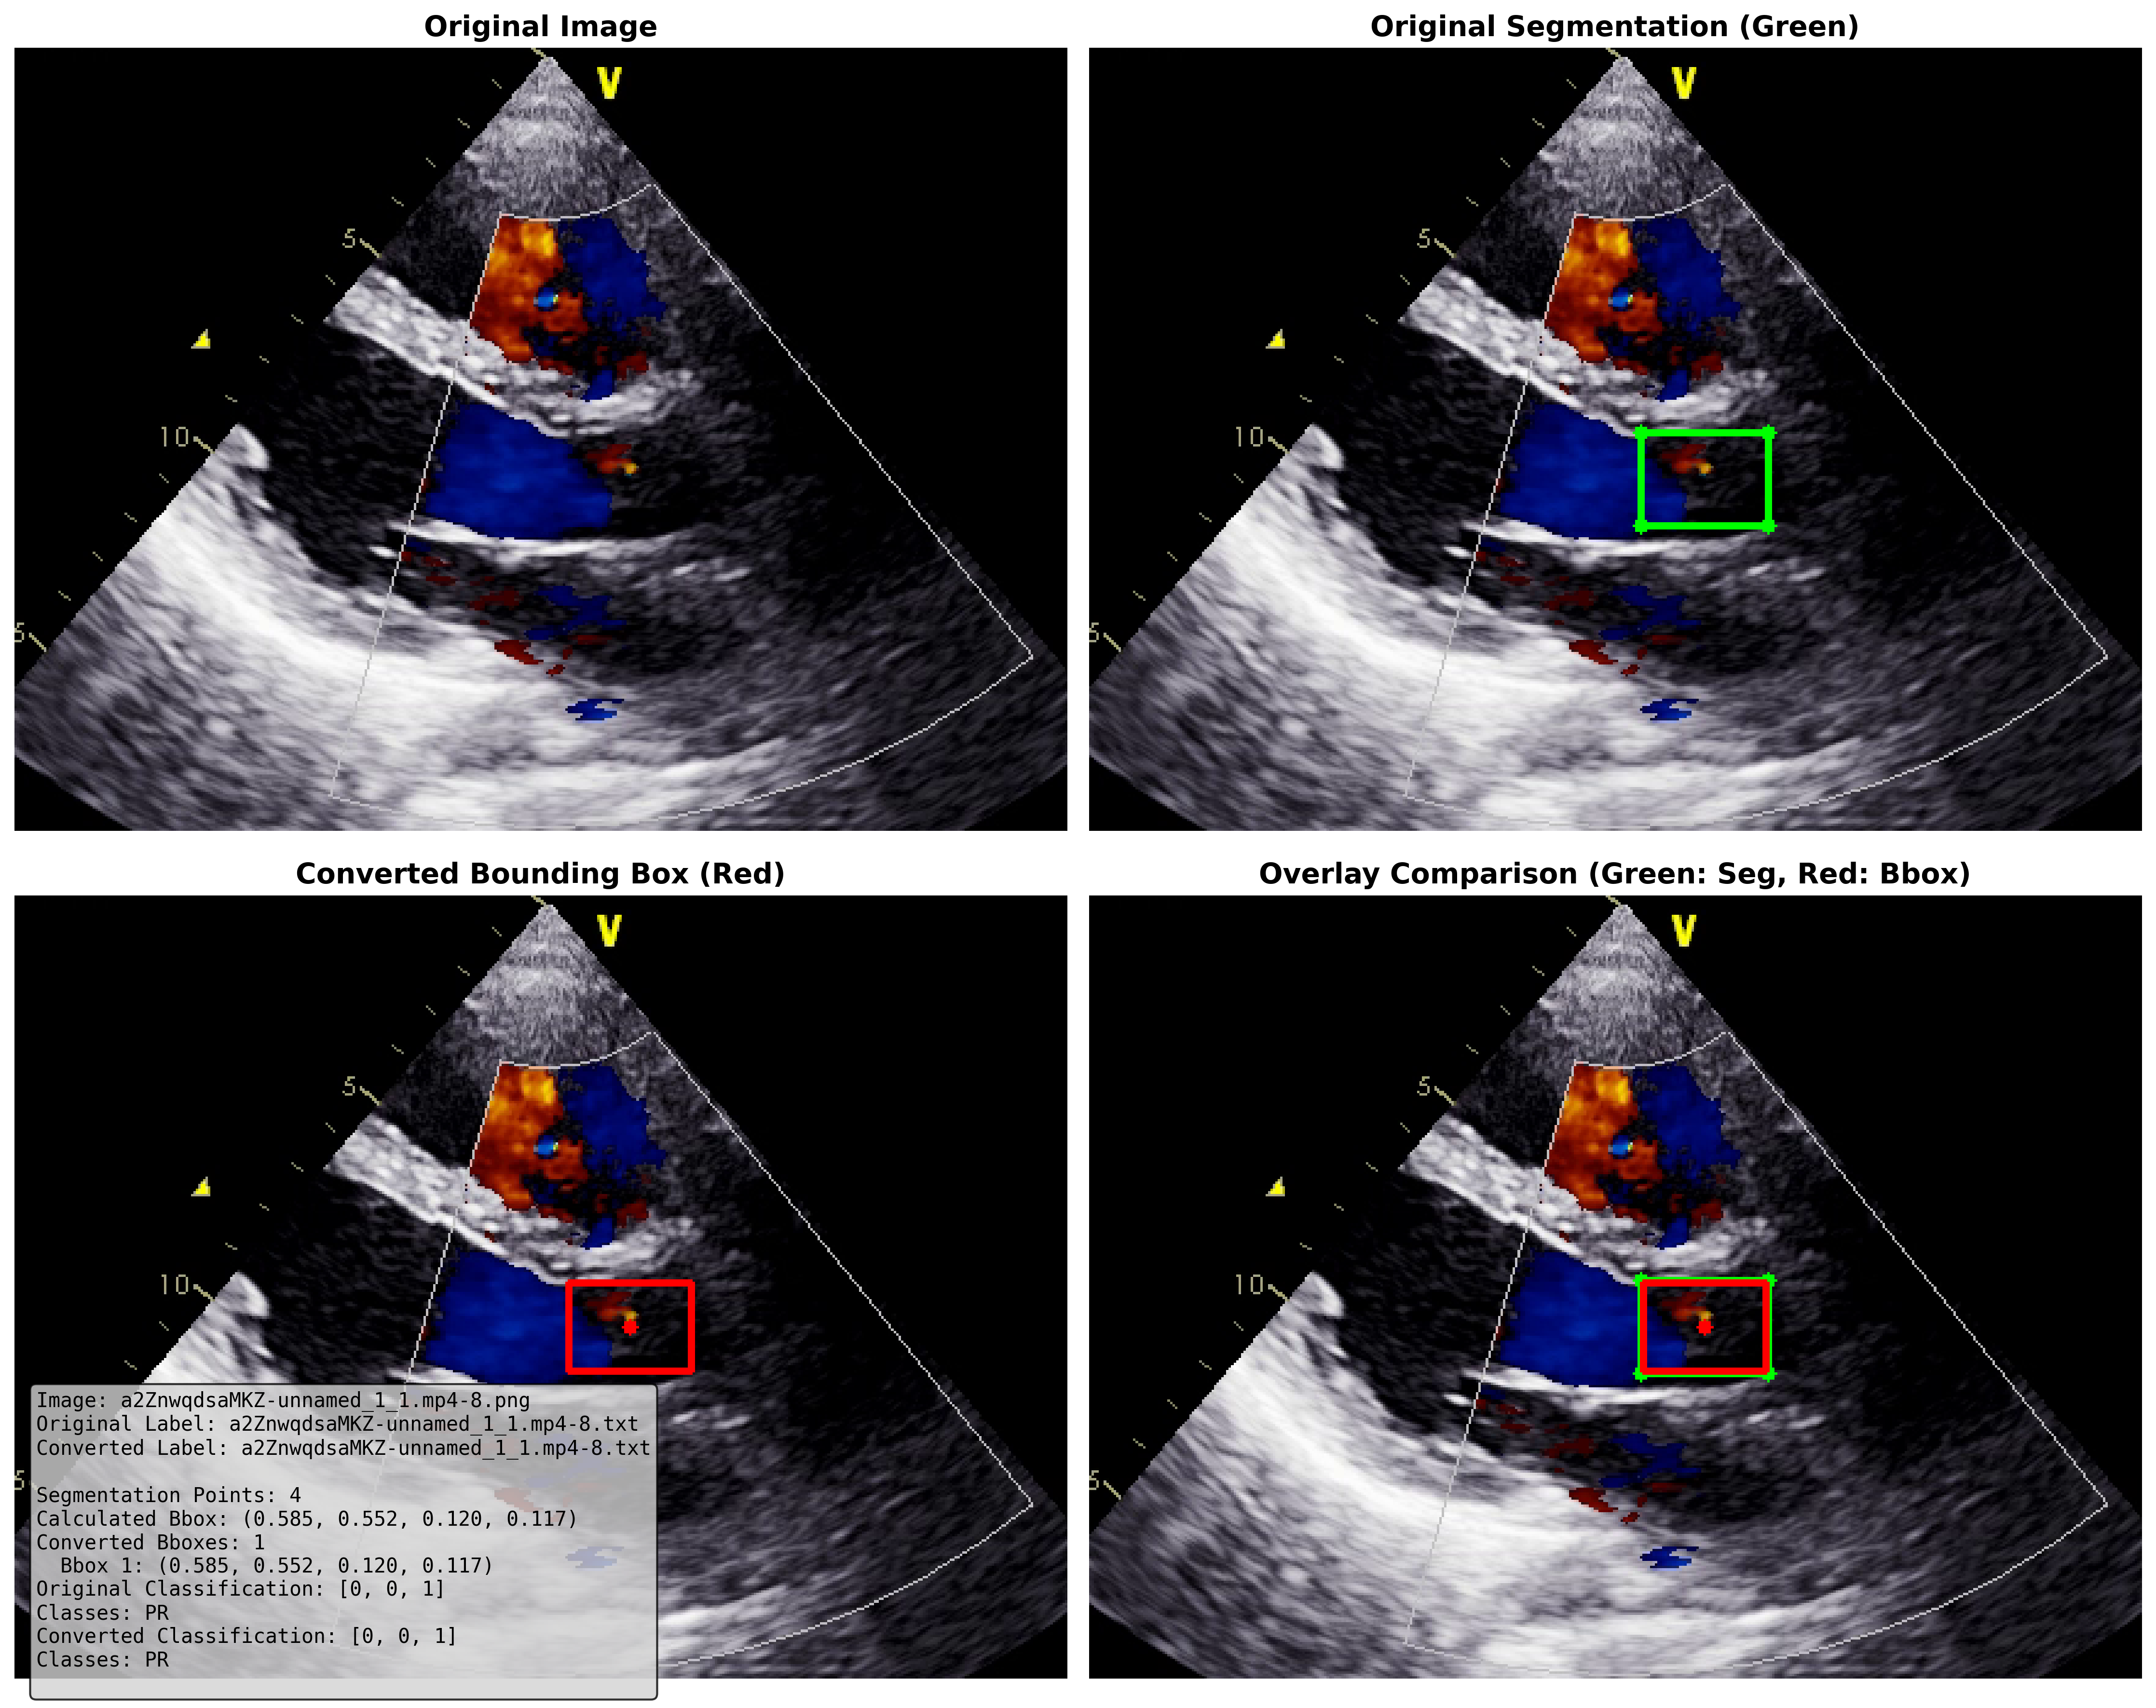 Original Image
Original Segmentation (Green)
V
5
10
5
V
5
10
5
Converted Bounding Box (Red)
Overlay Comparison (Green: Seg, Red: Bbox)
V
5
10
5
V
5
10
5
Image: a2ZnwqdsaMKZ-unnamed_1_1.mp4-8.png
Original Label: a2ZnwqdsaMKZ-unnamed_1_1.mp4-8.txt
Converted Label: a2ZnwqdsaMKZ-unnamed_1_1.mp4-8.txt
Segmentation Points: 4
Calculated Bbox: (0.585, 0.552, 0.120, 0.117)
Converted Bboxes: 1
Bbox 1: (0.585, 0.552, 0.120, 0.117)
Original Classification: [0, 0, 1]
Classes: PR
Converted Classification: [0, 0, 1]
Classes: PR